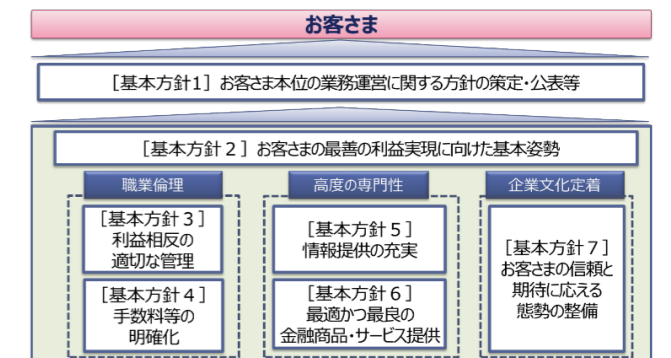 お客さま
［基本方針1］お客さま本位の業務運営に関する方針の策定・公表等
［基本方針２］お客さまの最善の利益実現に向けた基本姿勢
職業倫理
［基本方針３］
利益相反の
適切な管理
［基本方針４］
手数料等の
明確化
高度の専門性
［基本方針５］
情報提供の充実
［基本方針６］
最適かつ最良の
金融商品・サービス提供
企業文化定着
［基本方針７］
お客さまの信頼と
期待に応える
態勢の整備